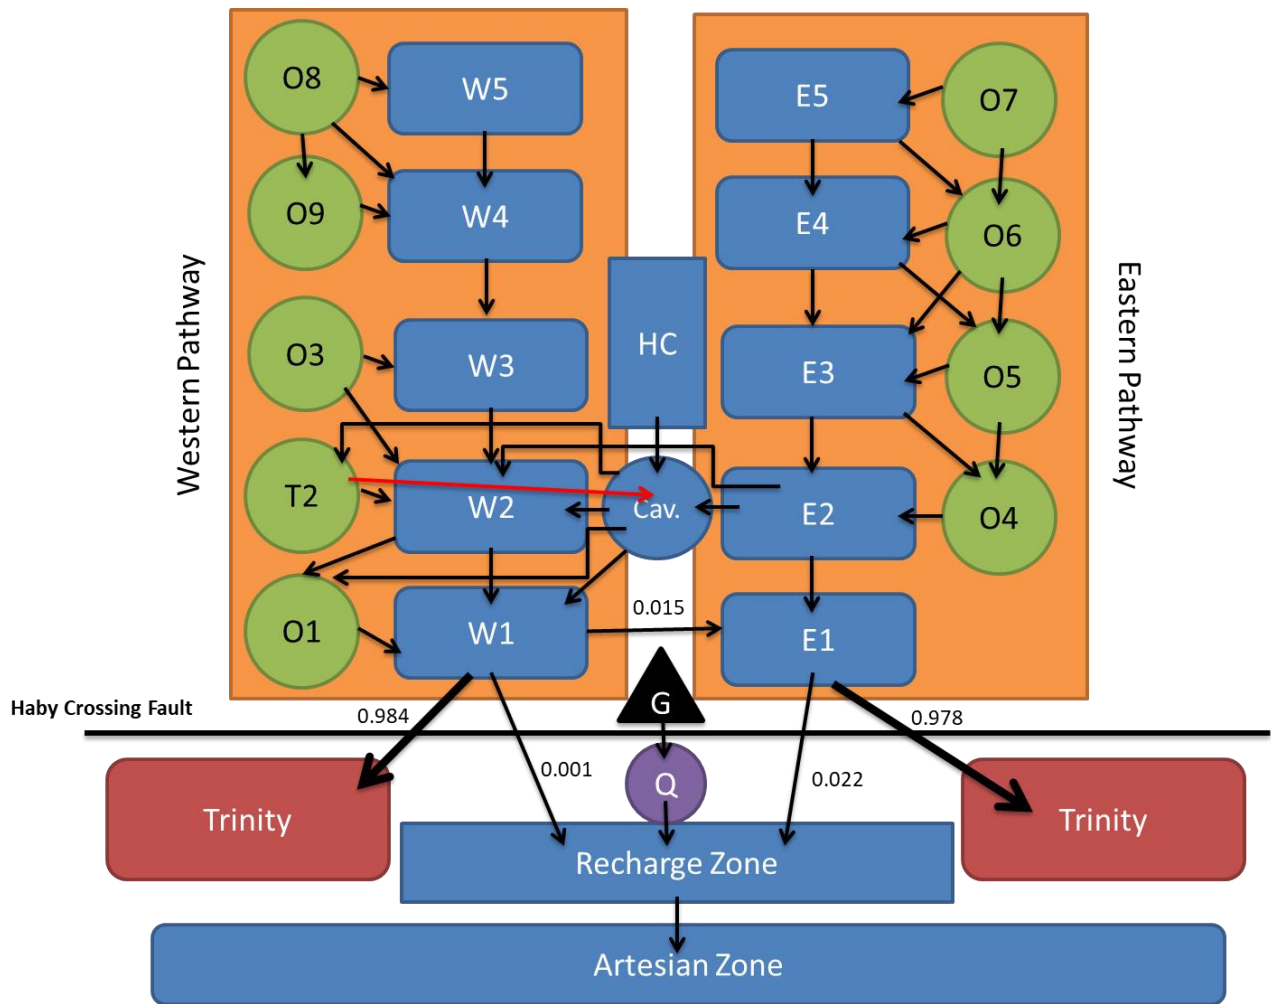 O8
W5
E5
O7
O9
W4
E4
O6
Western Pathway
Eastern Pathway
O3
W3
HC
E3
O5
T2
W2
Cav.
E2
O4
O1
W1
0.015
E1
G
Haby Crossing Fault
0.984
0.978
0.001
Q
0.022
Trinity
Trinity
Recharge Zone
Artesian Zone